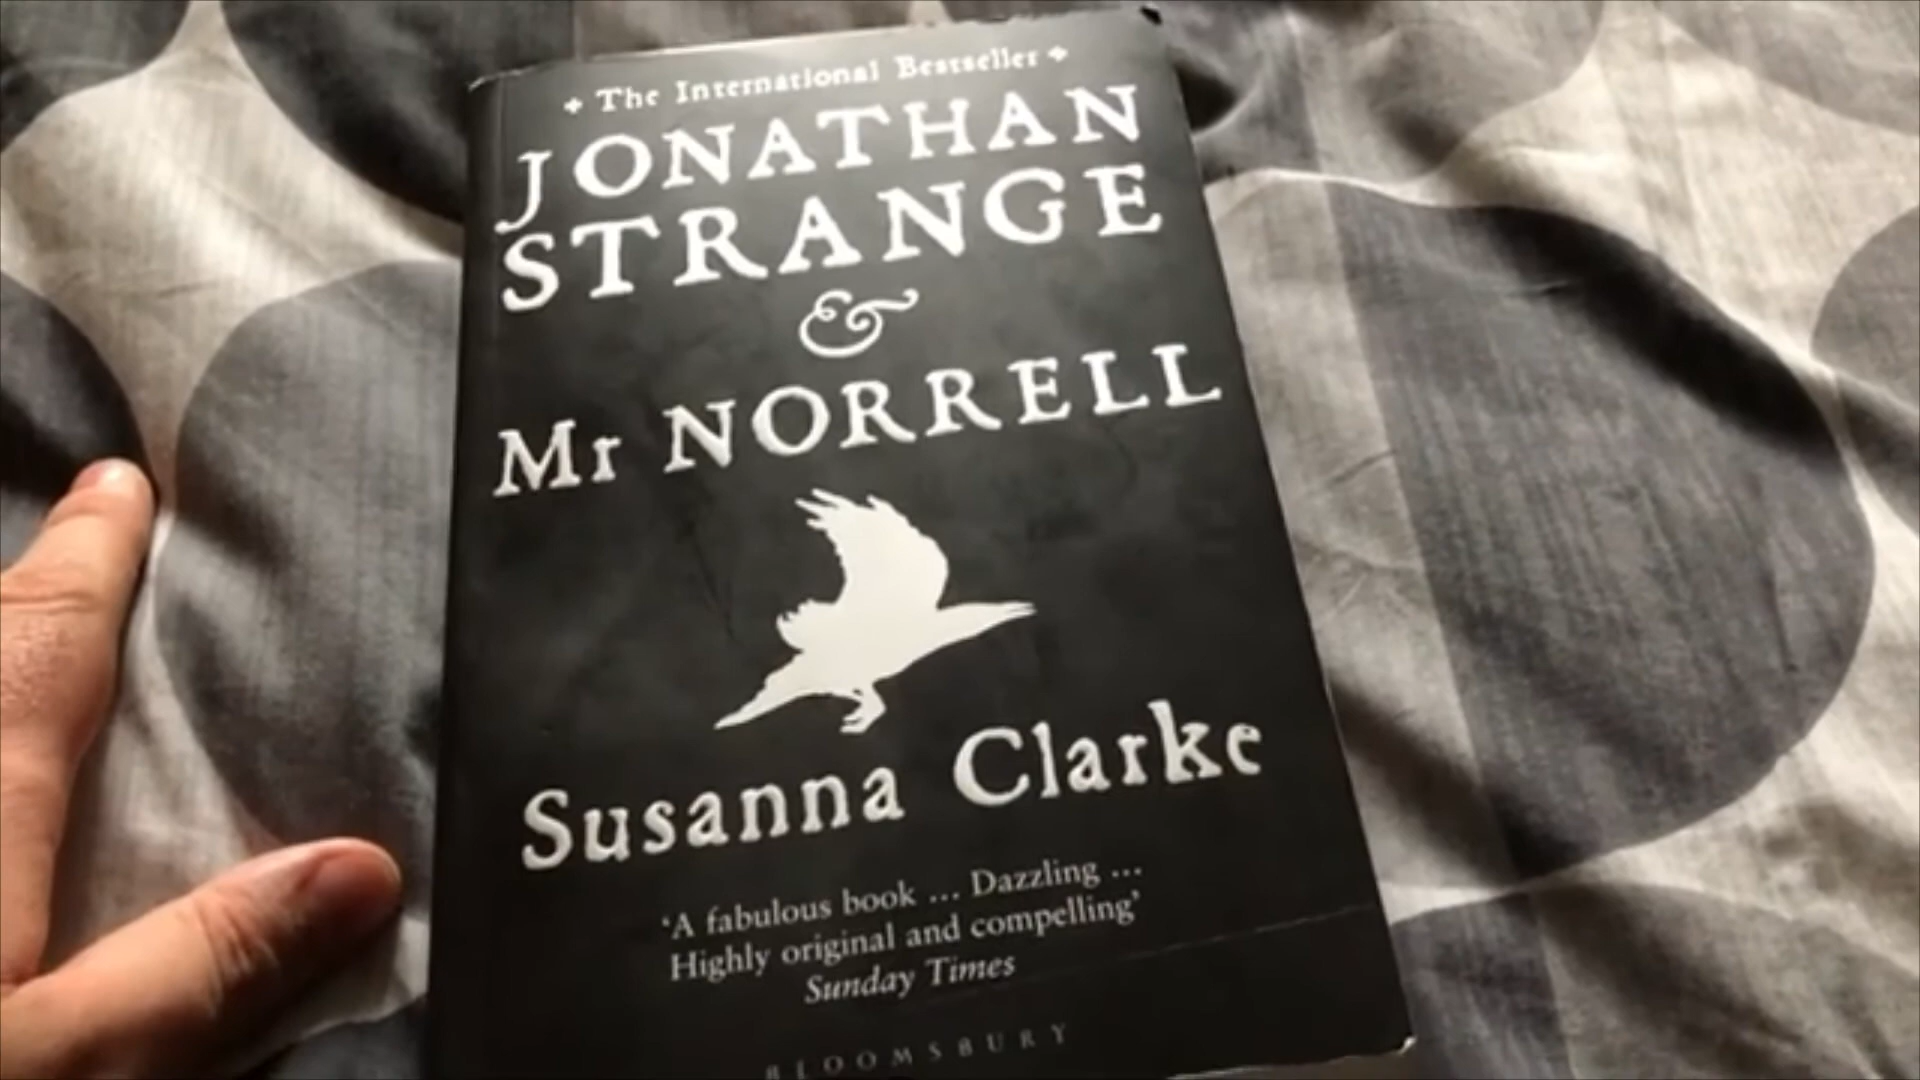 The International Bestseller
JONATHAN
STRANGE
&
Mr NORRELL
Susanna Clarke
‘A fabulous book ... Dazzling ...
Highly original and compelling’
Sunday Times
BLOOMSBURY